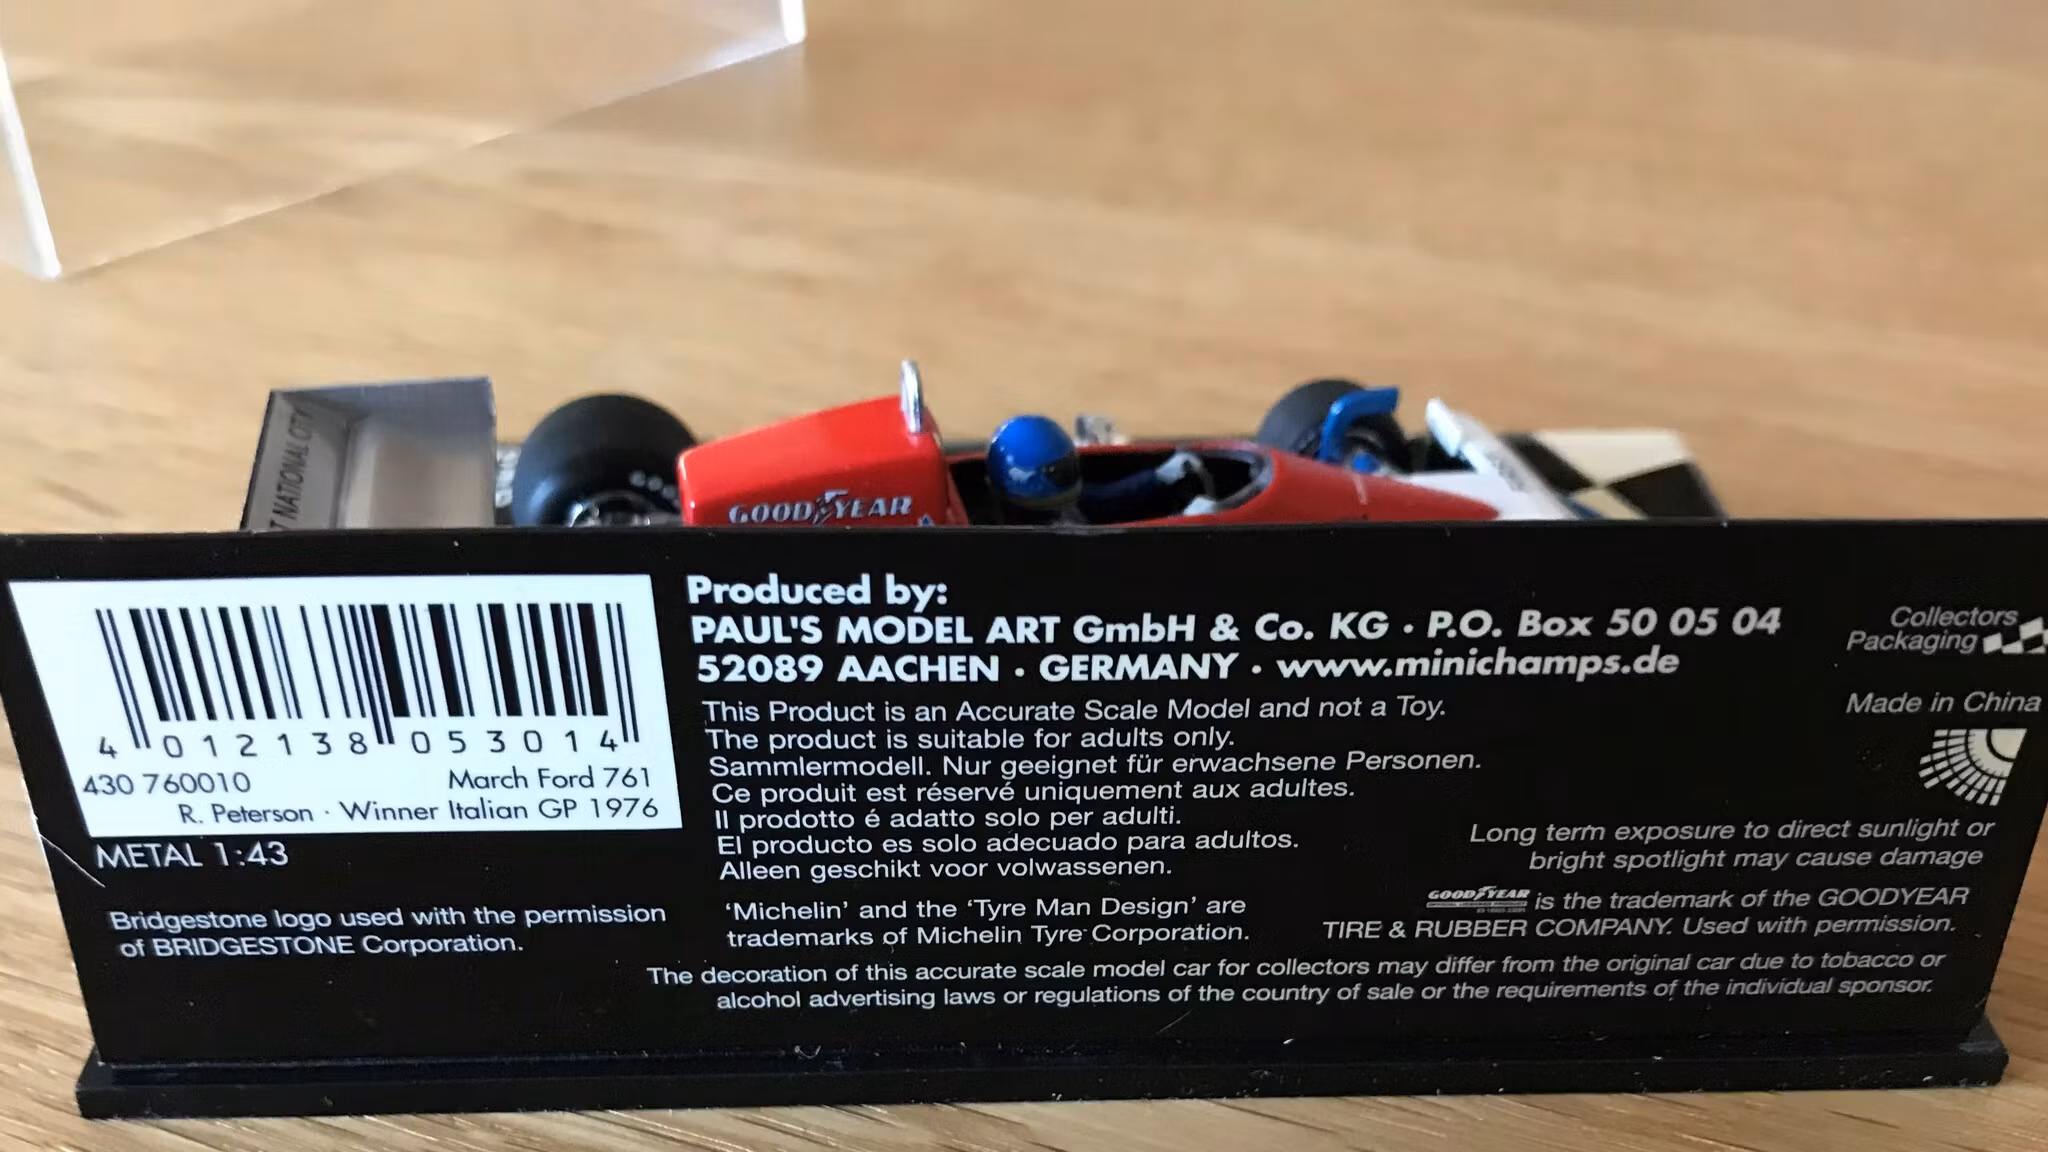 T NATIONAL CITY
GOODYEAR
4 012138 053014
430 760010 March Ford 761
R. Peterson · Winner Italian GP 1976
METAL 1:43
Bridgestone logo used with the permission
of BRIDGESTONE Corporation.
Produced by:
PAUL'S MODEL ART GmbH & Co. KG · P.O. Box 50 05 04
52089 AACHEN · GERMANY · www.minichamps.de
This Product is an Accurate Scale Model and not a Toy.
The product is suitable for adults only.
Sammlermodell. Nur geeignet für erwachsene Personen.
Ce produit est réservé uniquement aux adultes.
Il prodotto é adatto solo per adulti.
El producto es solo adecuado para adultos.
Alleen geschikt voor volwassenen.
'Michelin' and the 'Tyre Man Design' are
trademarks of Michelin Tyre Corporation.
Collectors
Packaging
Made in China
Long term exposure to direct sunlight or
bright spotlight may cause damage
GOODYEAR is the trademark of the GOODYEAR
TIRE & RUBBER COMPANY. Used with permission.
The decoration of this accurate scale model car for collectors may differ from the original car due to tobacco or
alcohol advertising laws or regulations of the country of sale or the requirements of the individual sponsor.